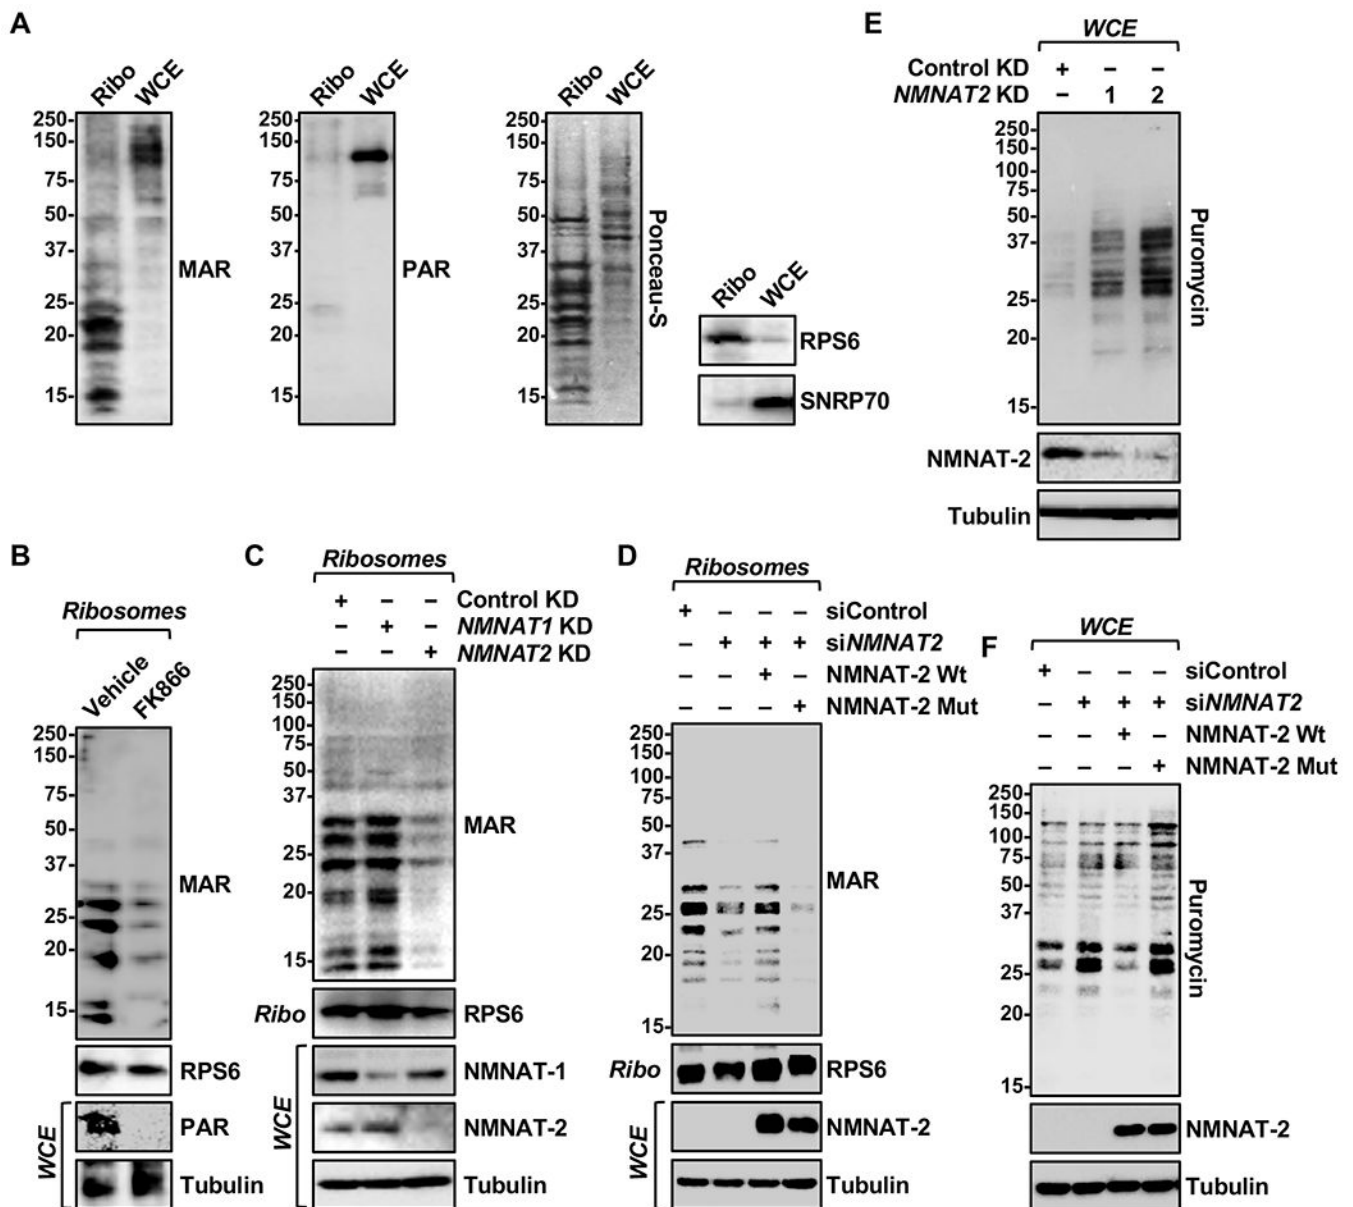 A
Ribo WCE
250-
150-
75-
50-
37-
25-
20-
15-
MAR
Ribo WCE
250-
150-
75-
50-
37-
25-
20-
15-
PAR
Ribo WCE
250-
150-
75-
50-
37-
25-
20-
15-
Ponceau-S
Ribo WCE
RPS6
SNRP70
E
WCE
Control KD + – –
NMNAT2 KD – 1 2
250-
150-
100-
75-
50-
37-
25-
20-
15-
Puromycin
NMNAT-2
Tubulin
B
Ribosomes
Vehicle FK866
250-
150-
75-
50-
37-
25-
20-
15-
MAR
RPS6
WCE
PAR
Tubulin
C
Ribosomes
+ – – Control KD
– + – NMNAT1 KD
– – + NMNAT2 KD
250-
150-
100-
75-
50-
37-
25-
20-
15-
MAR
Ribo RPS6
WCE
NMNAT-1
NMNAT-2
Tubulin
D
Ribosomes
+ – – – siControl
– + + + siNMNAT2
– – + – NMNAT-2 Wt
– – – + NMNAT-2 Mut
250-
150-
100-
75-
50-
37-
25-
20-
15-
MAR
Ribo RPS6
WCE
NMNAT-2
Tubulin
F
WCE
+ – – – siControl
– + + + siNMNAT2
– – + – NMNAT-2 Wt
– – – + NMNAT-2 Mut
250-
150-
100-
75-
50-
37-
25-
20-
15-
Puromycin
NMNAT-2
Tubulin